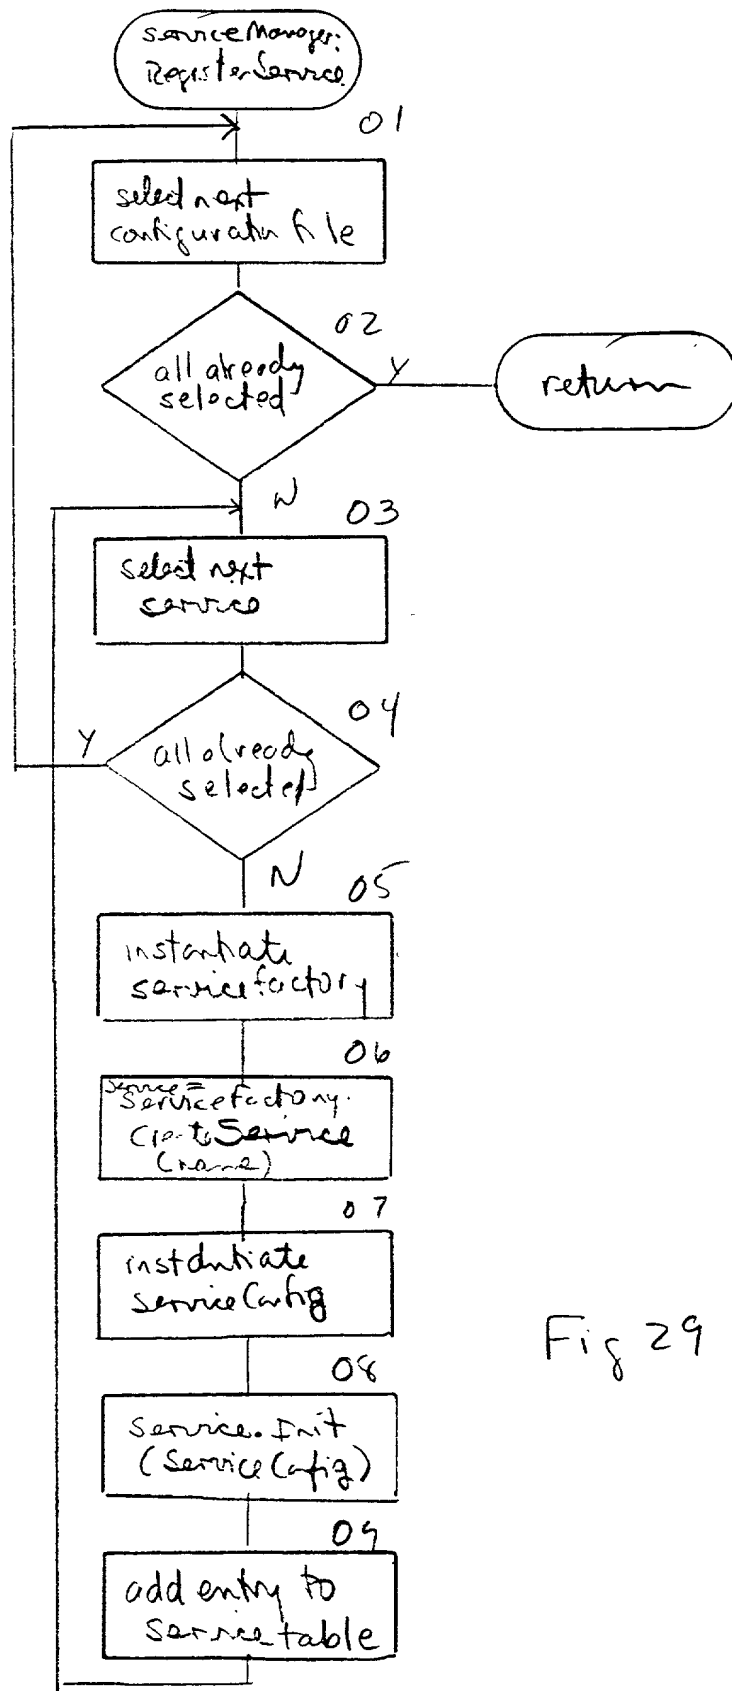 serviceManager:
RegisterService
01
select next
configuration file
02
all already
selected
Y
return
N
03
select next
service
04
Y
all already
selected
N
05
instantiate
servicefactory
06
service =
servicefactory.
CreateService
(name)
07
instantiate
serviceConfig
08
service.Init
(ServiceConfig)
09
add entry to
service table
Fig 29